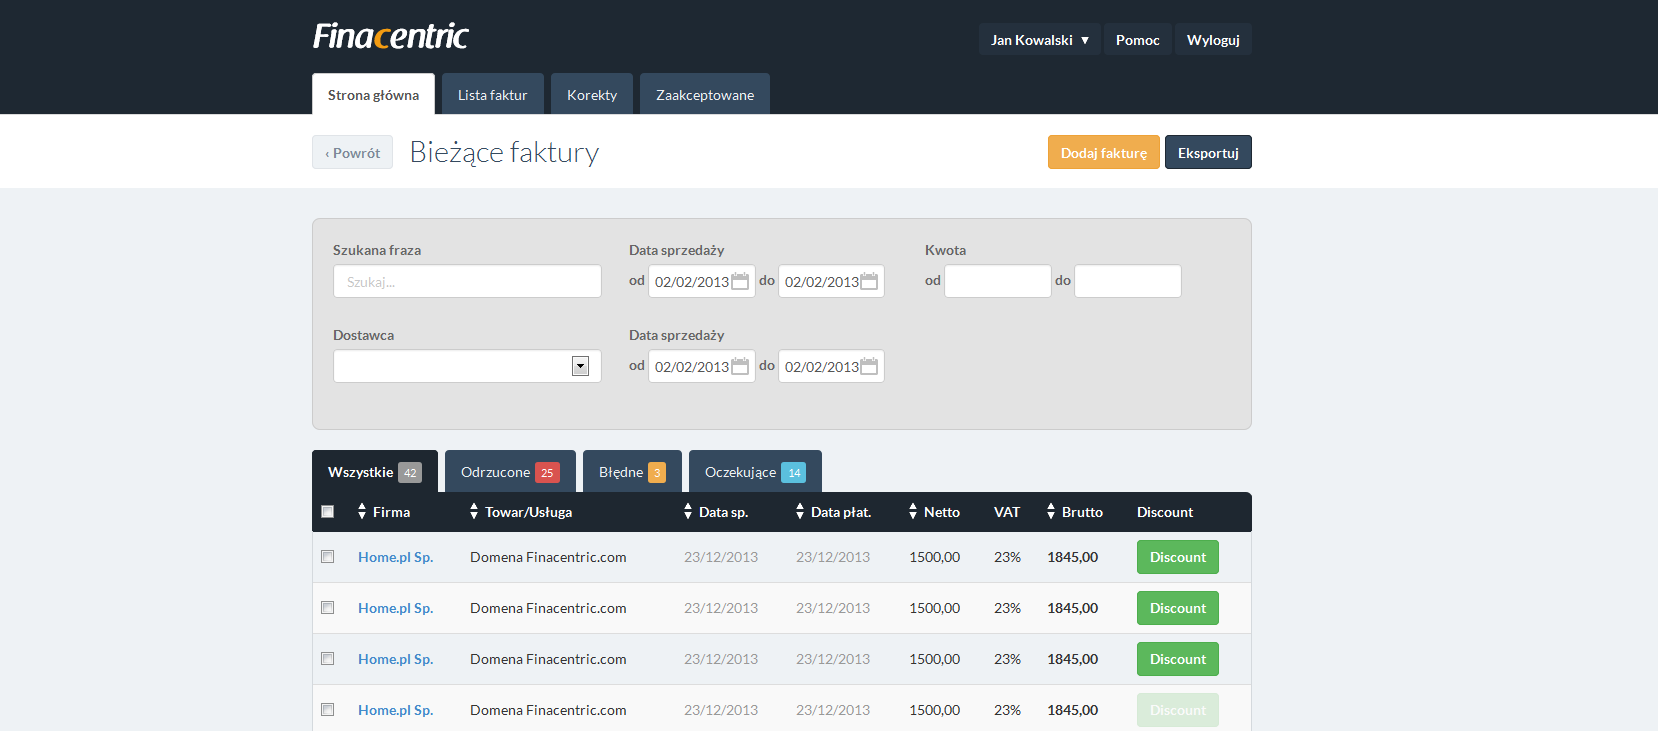 Finacentric
Jan Kowalski ▼ Pomoc Wyloguj
Strona główna Lista faktur Korekty Zaakceptowane
‹ Powrót Bieżące faktury Dodaj fakturę Eksportuj
Szukana fraza Data sprzedaży Kwota
Szukaj... od 02/02/2013 do 02/02/2013 od do
Dostawca Data sprzedaży
od 02/02/2013 do 02/02/2013
Wszystkie 42 Odrzucone 25 Błędne 3 Oczekujące 14
Firma Towar/Usługa Data sp. Data płat. Netto VAT Brutto Discount
Home.pl Sp. Domena Finacentric.com 23/12/2013 23/12/2013 1500,00 23% 1845,00 Discount
Home.pl Sp. Domena Finacentric.com 23/12/2013 23/12/2013 1500,00 23% 1845,00 Discount
Home.pl Sp. Domena Finacentric.com 23/12/2013 23/12/2013 1500,00 23% 1845,00 Discount
Home.pl Sp. Domena Finacentric.com 23/12/2013 23/12/2013 1500,00 23% 1845,00 Discount